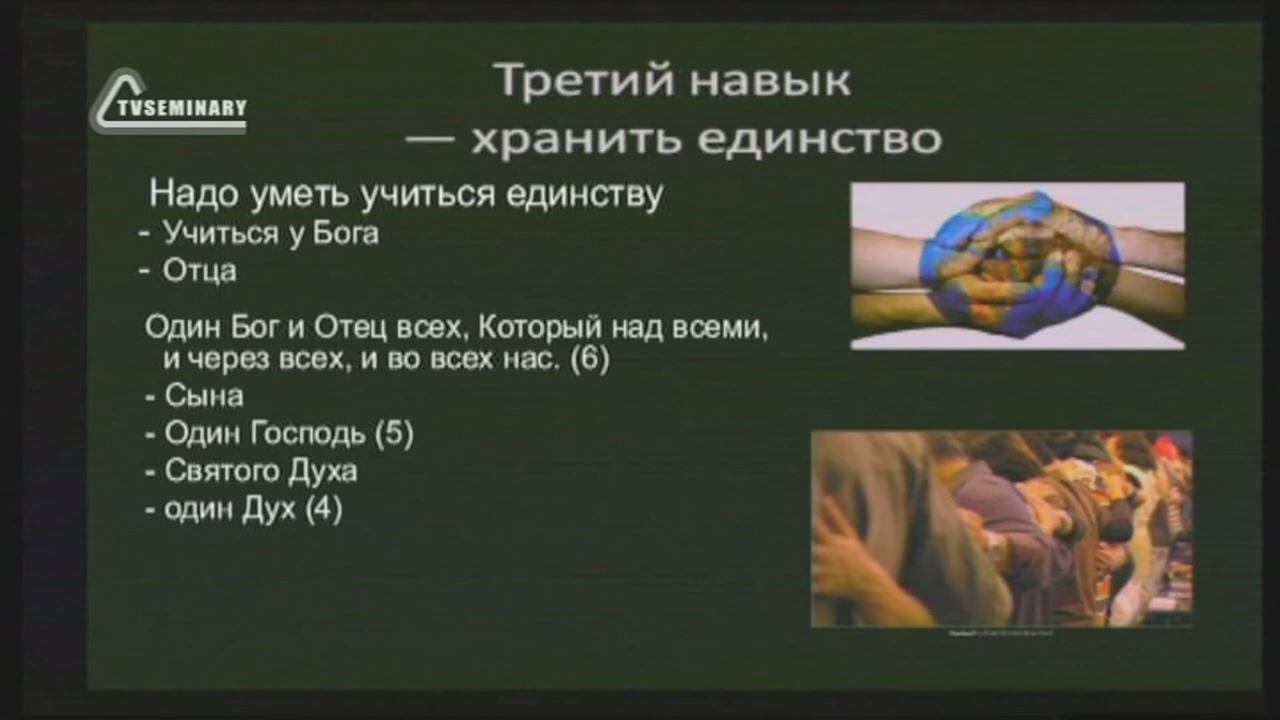 TVSEMINARY
Третий навык
— хранить единство
Надо уметь учиться единству
- Учиться у Бога
- Отца
Один Бог и Отец всех, Который над всеми,
и через всех, и во всех нас. (6)
- Сына
- Один Господь (5)
- Святого Духа
- один Дух (4)